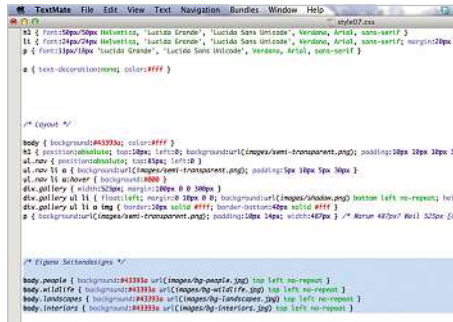 TextMate File Edit View Text Navigation Bundles Window Help
style07.css
h1 { font:50px/50px Helvetica, 'Lucida Grande', 'Lucida Sans Unicode', Verdana, Arial, sans-serif }
li { font:24px/24px Helvetica, 'Lucida Grande', 'Lucida Sans Unicode', Verdana, Arial, sans-serif; margin:20px
p { font:11px/18px 'Lucida Grande', 'Lucida Sans Unicode', Verdana, Arial, sans-serif }
a { text-decoration:none; color:#fff }
/* Layout */
body { background:#43393a; color:#fff }
h1 { position:absolute; top:10px; left:0; background:url(images/semi-transparent.png); padding:10px 10px 10px
ul.nav { position:absolute; top:85px; left:0 }
ul.nav li a { background:url(images/semi-transparent.png); padding:5px 10px 5px 30px }
ul.nav li a:hover { background:#000 }
div.gallery { width:525px; margin:100px 0 0 300px }
div.gallery ul li { float:left; margin:0 10px 0 0; background:url(images/shadow.png) bottom left no-repeat;
div.gallery ul li a img { border:10px solid #fff; border-bottom:40px solid #fff }
p { background:url(images/semi-transparent.png); padding:10px 14px; width:487px } /* Warum 487px? Weil 525px
/* Eigene Seitendesigns */
body.people { background:#43393a url(images/bg-people.jpg) top left no-repeat }
body.wildlife { background:#43393a url(images/bg-wildlife.jpg) top left no-repeat }
body.landscapes { background:#43393a url(images/bg-landscapes.jpg) top left no-repeat }
body.interiors { background:#43393a url(images/bg-interiors.jpg) top left no-repeat }